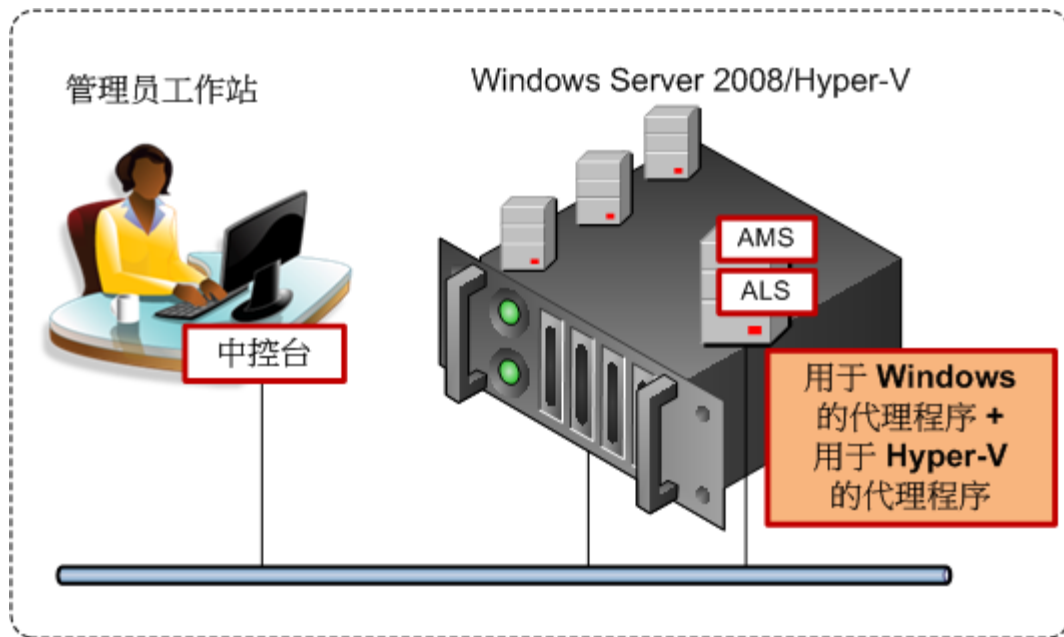 管理员工作站
Windows Server 2008/Hyper-V
AMS
ALS
中控台
用于 Windows
的代理程序 +
用于 Hyper-V
的代理程序